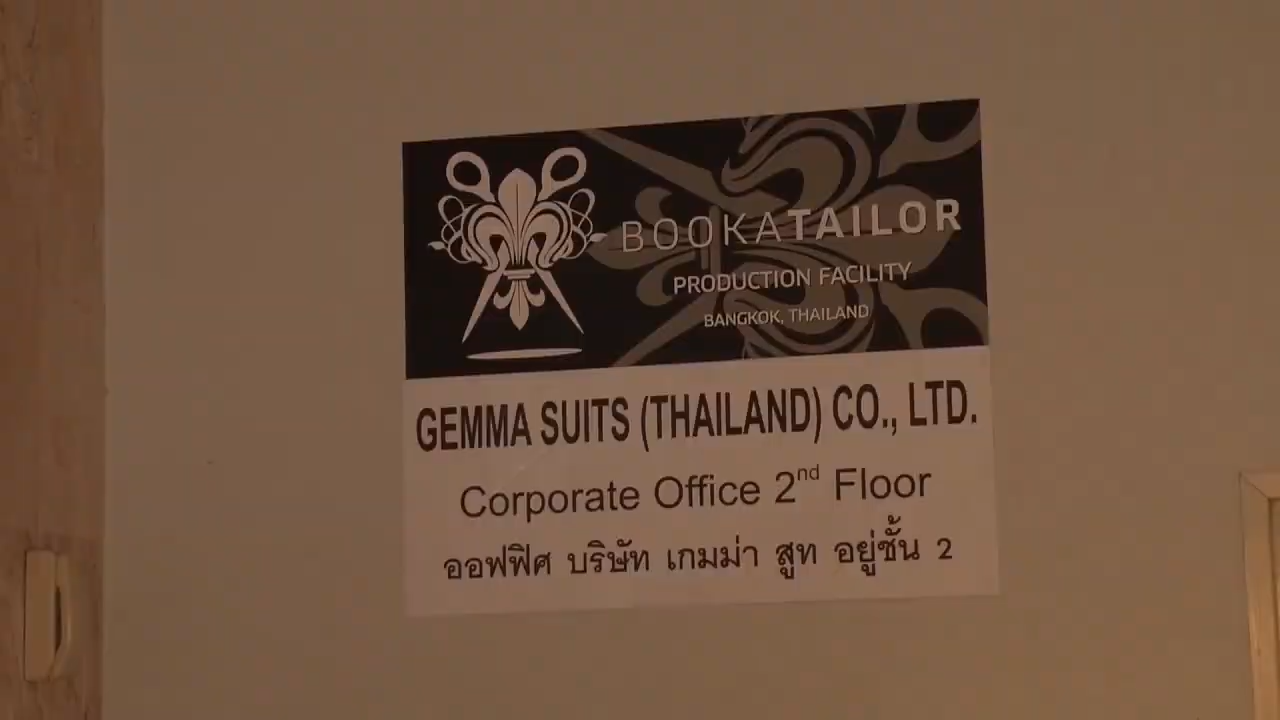 BOOKATAILOR
PRODUCTION FACILITY
BANGKOK, THAILAND
GEMMA SUITS (THAILAND) CO., LTD.
Corporate Office 2nd Floor
ออฟฟิศ บริษัท เกมม่า สูท อยู่ชั้น 2